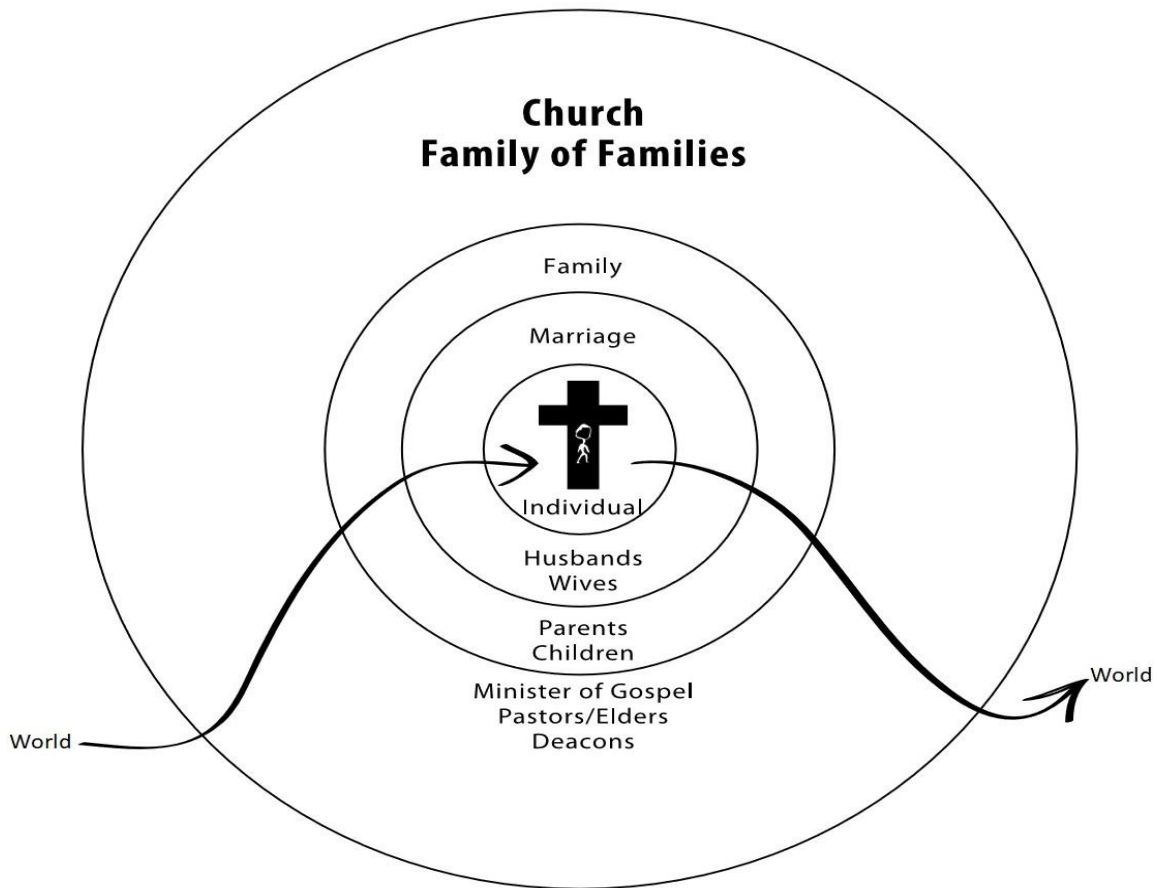 Church
Family of Families
Family
Marriage
Individual
Husbands
Wives
Parents
Children
Minister of Gospel
Pastors/Elders
Deacons
World
World